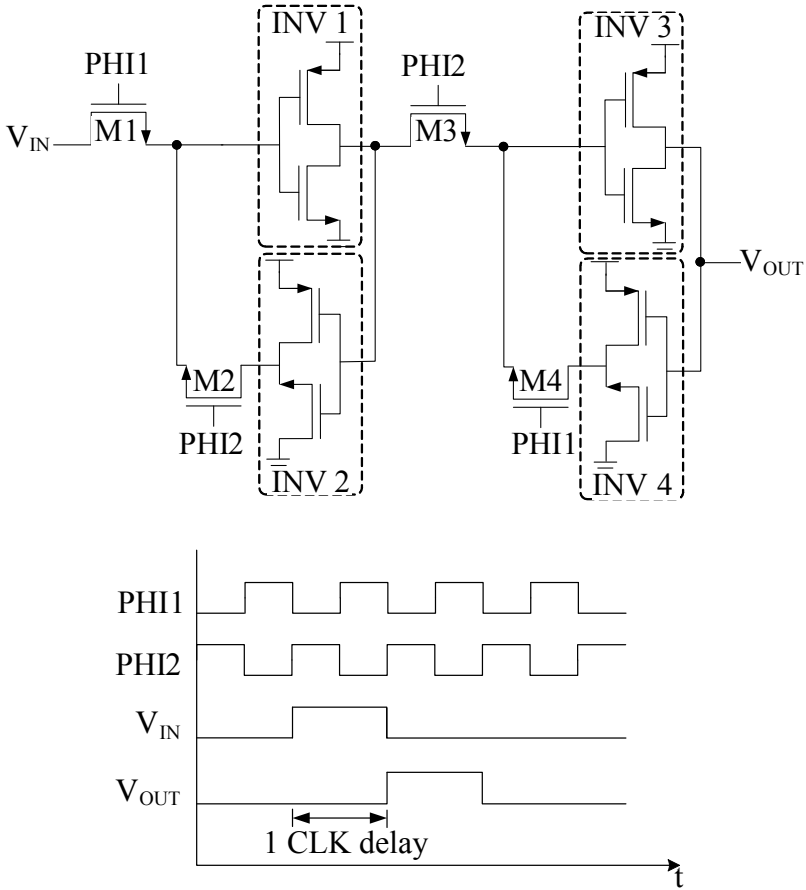 INV 1
INV 3
PHI1
PHI2
V_IN
M1
M3
V_OUT
M2
M4
PHI2
PHI1
INV 2
INV 4
PHI1
PHI2
V_IN
V_OUT
1 CLK delay
t